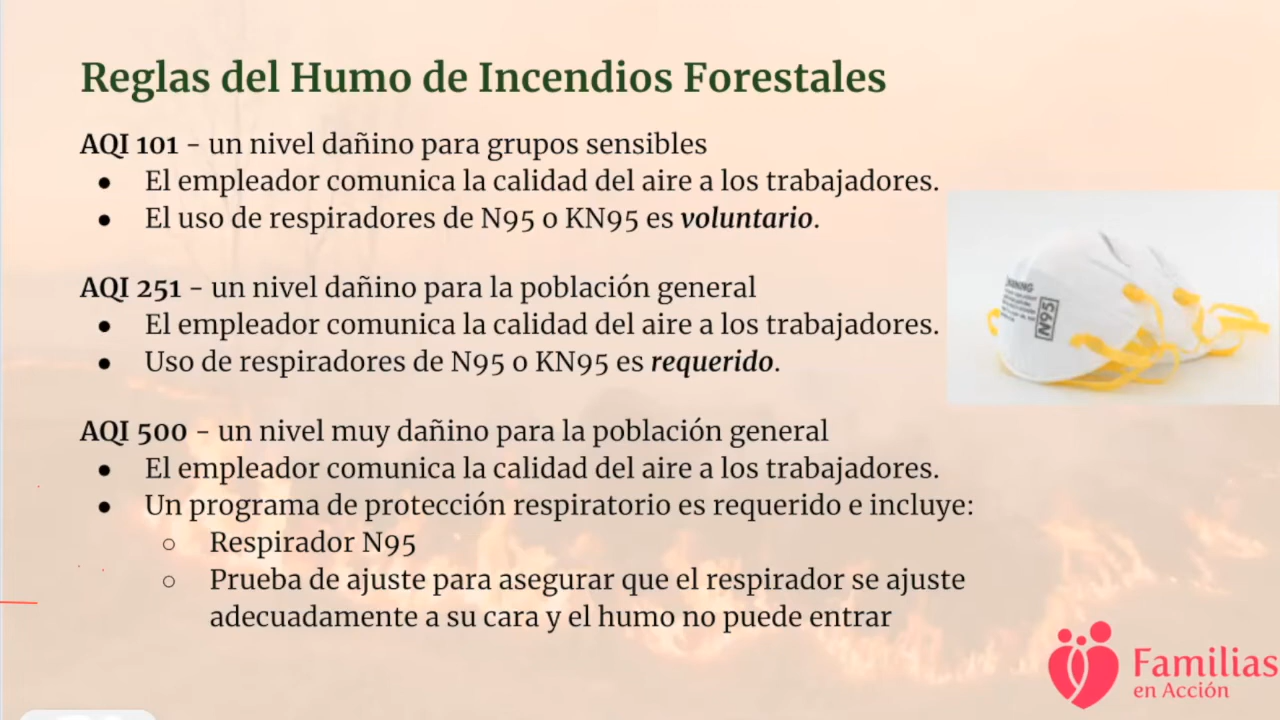 Reglas del Humo de Incendios Forestales
AQI 101 - un nivel dañino para grupos sensibles
● El empleador comunica la calidad del aire a los trabajadores.
● El uso de respiradores de N95 o KN95 es voluntario.
AQI 251 - un nivel dañino para la población general
● El empleador comunica la calidad del aire a los trabajadores.
● Uso de respiradores de N95 o KN95 es requerido.
AQI 500 - un nivel muy dañino para la población general
● El empleador comunica la calidad del aire a los trabajadores.
● Un programa de protección respiratorio es requerido e incluye:
○ Respirador N95
○ Prueba de ajuste para asegurar que el respirador se ajuste
adecuadamente a su cara y el humo no puede entrar
WARNING
N95
Familias
en Acción